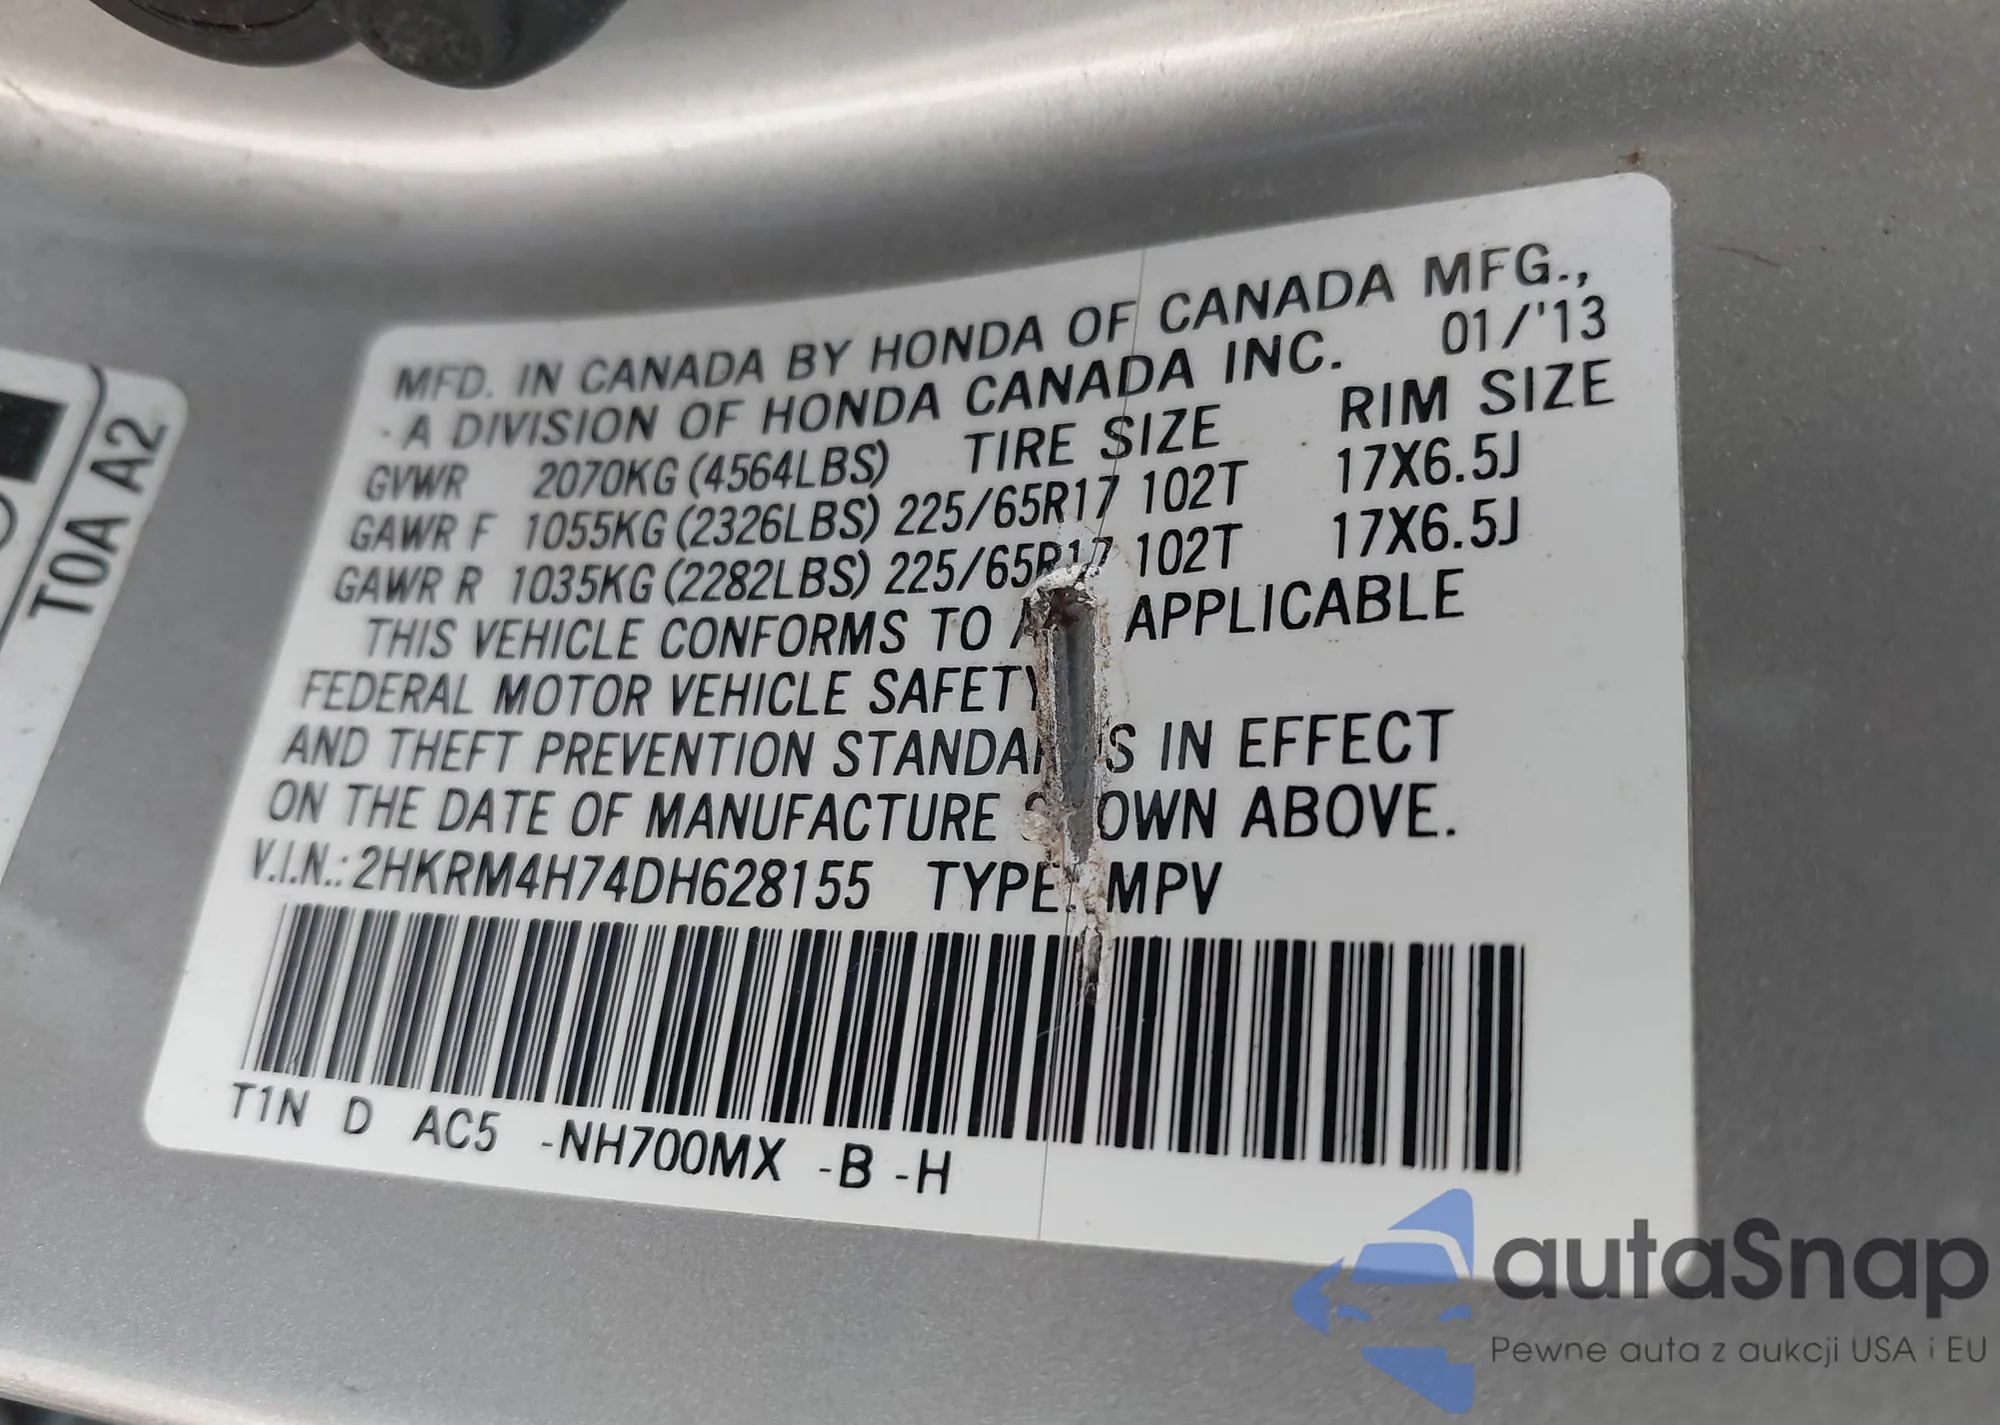 MFD. IN CANADA BY HONDA OF CANADA MFG.,
A DIVISION OF HONDA CANADA INC. 01/'13
GVWR 2070KG (4564LBS) TIRE SIZE RIM SIZE
GAWR F 1055KG (2326LBS) 225/65R17 102T 17X6.5J
GAWR R 1035KG (2282LBS) 225/65R17 102T 17X6.5J
THIS VEHICLE CONFORMS TO APPLICABLE
FEDERAL MOTOR VEHICLE SAFETY
AND THEFT PREVENTION IN EFFECT
ON THE DATE OF MANUFACTURE ABOVE.
V.I.N.: 2HKRM4H74DH628155 TYPE: MPV
T1N D AC5 -NH700MX -B -H
T0A A2
autaSnap
Pewne auta z aukcji USA i EU